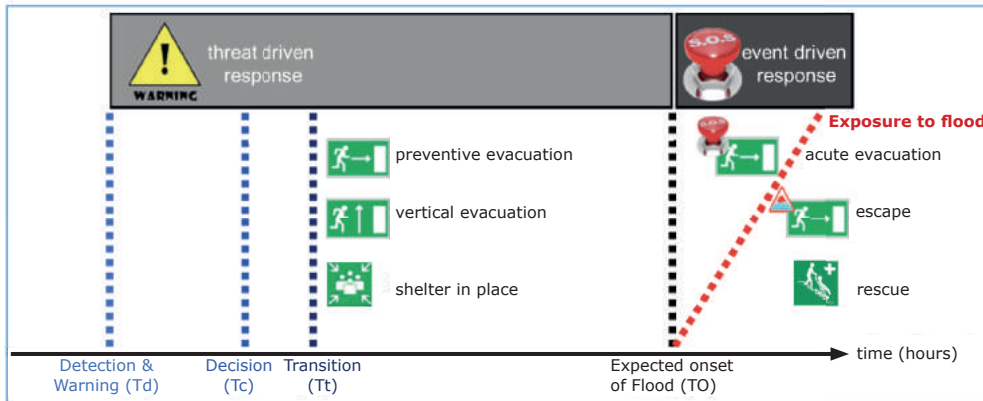 threat driven
response
WARNING
S.O.S
event driven
response
Exposure to flood
S.O.S
preventive evacuation
acute evacuation
vertical evacuation
escape
shelter in place
rescue
time (hours)
Detection &
Warning (Td)
Decision
(Tc)
Transition
(Tt)
Expected onset
of Flood (TO)